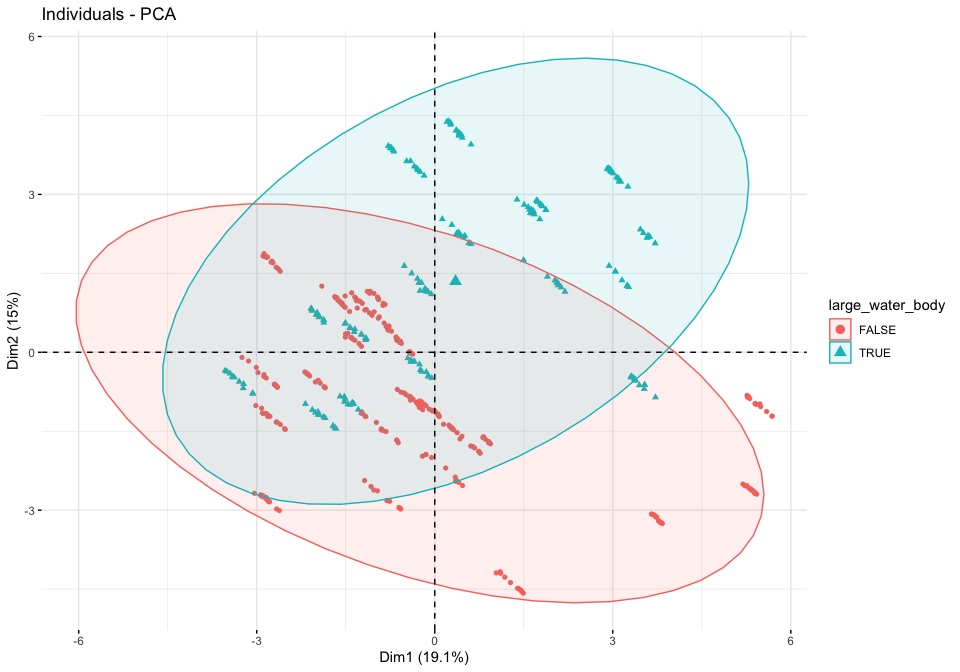 Individuals - PCA
6
3
0
-3
Dim2 (15%)
-6
-3
0
3
6
Dim1 (19.1%)
large_water_body
FALSE
TRUE